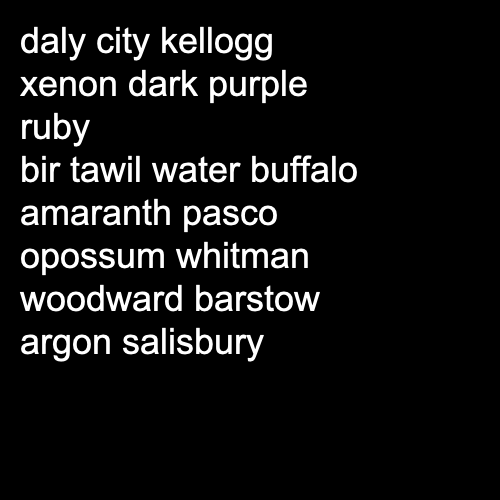 daly city kellogg
xenon dark purple
ruby
bir tawil water buffalo
amaranth pasco
opossum whitman
woodward barstow
argon salisbury